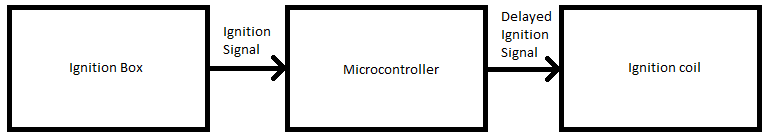 Ignition Box
Ignition
Signal
Microcontroller
Delayed
Ignition
Signal
Ignition coil